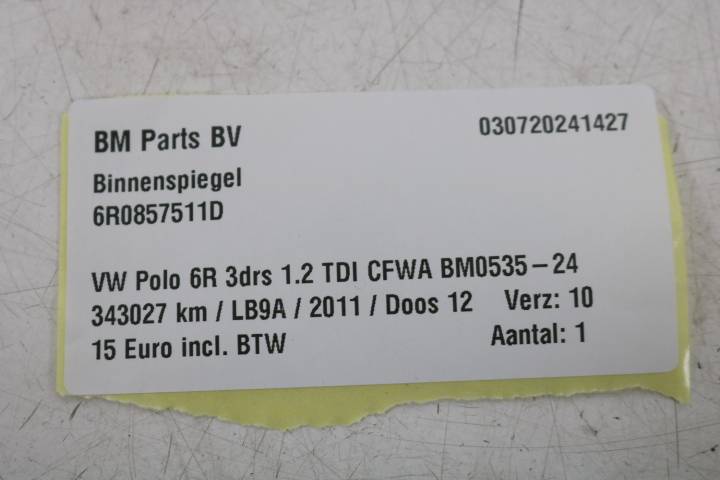 BM Parts BV 030720241427
Binnenspiegel
6R0857511D
VW Polo 6R 3drs 1.2 TDI CFWA BM0535-24
343027 km / LB9A / 2011 / Doos 12 Verz: 10
15 Euro incl. BTW Aantal: 1